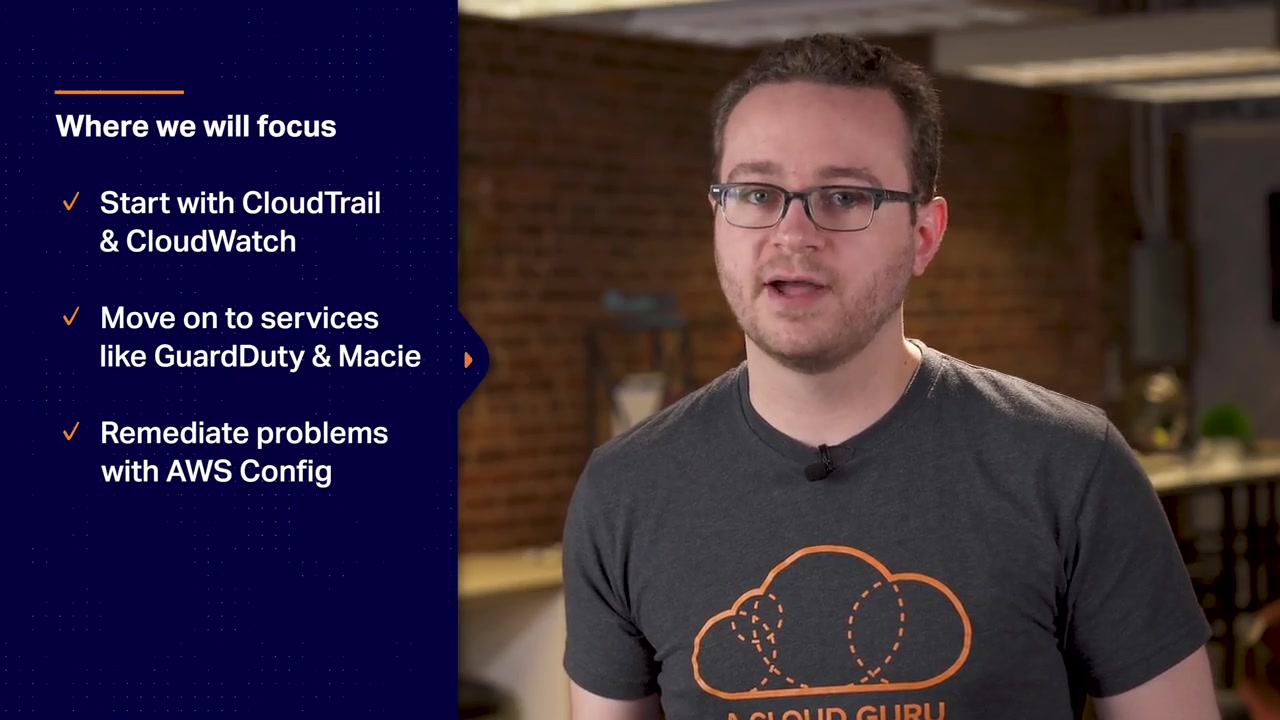 Where we will focus
✓ Start with CloudTrail
& CloudWatch
✓ Move on to services
like GuardDuty & Macie
✓ Remediate problems
with AWS Config
A CLOUD GURU